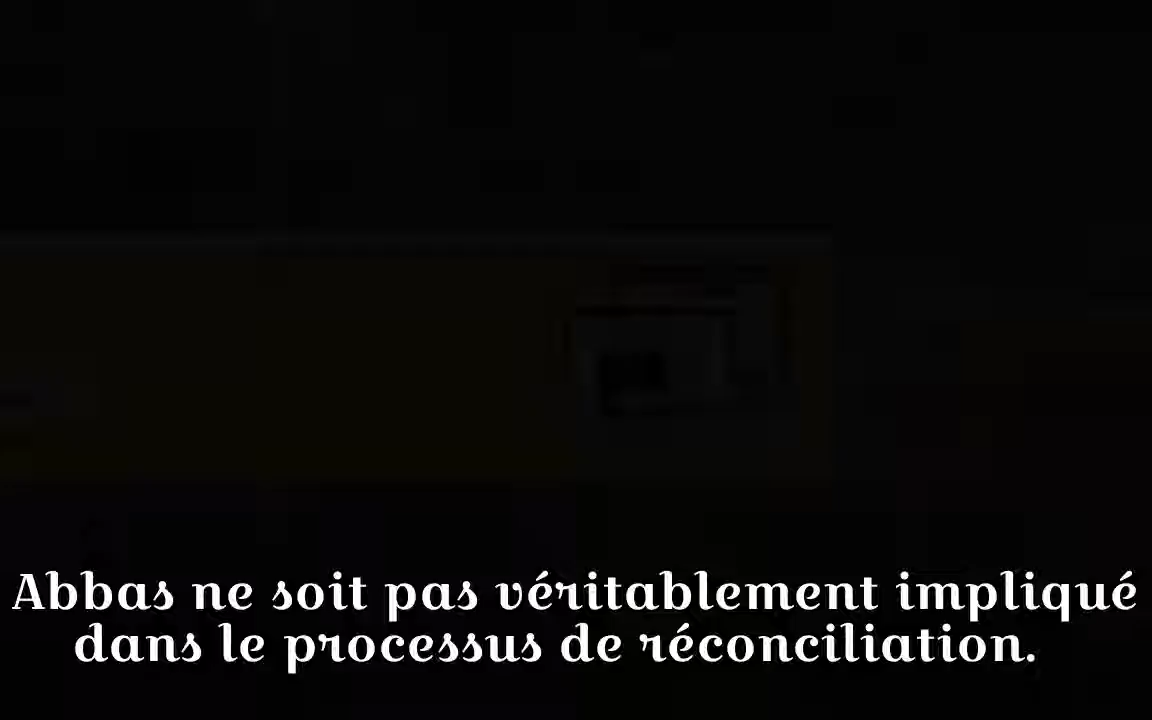 Abbas ne soit pas véritablement impliqué
dans le processus de réconciliation.